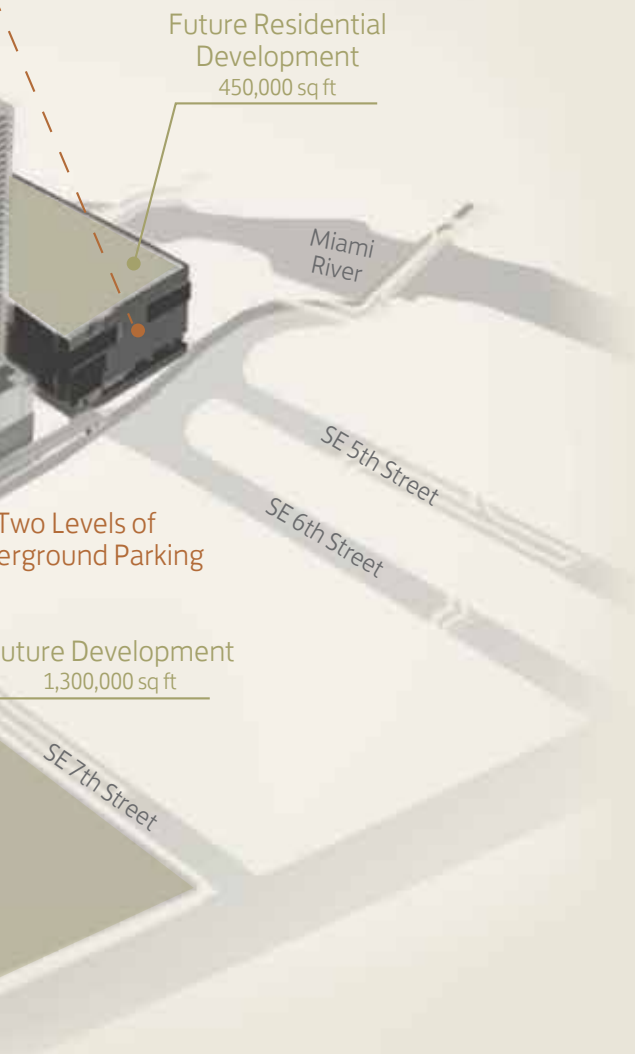 Future Residential
Development
450,000 sq ft
Miami
River
SE 5th Street
SE 6th Street
Two Levels of
erground Parking
uture Development
1,300,000 sq ft
SE 7th Street